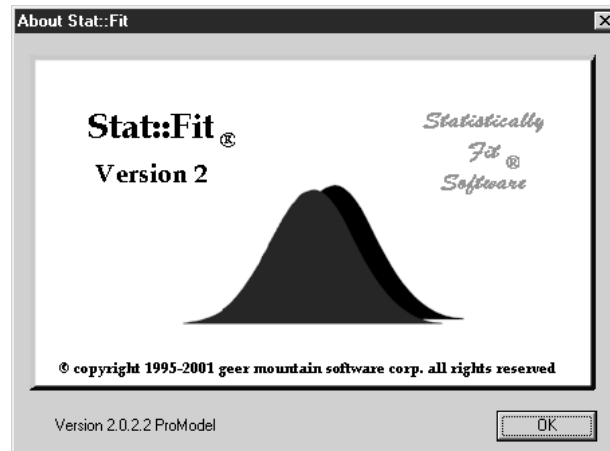 About Stat::Fit
Stat::Fit ®
Version 2
Statistically
Fit ®
Software
© copyright 1995-2001 geer mountain software corp. all rights reserved
Version 2.0.2.2 ProModel
OK